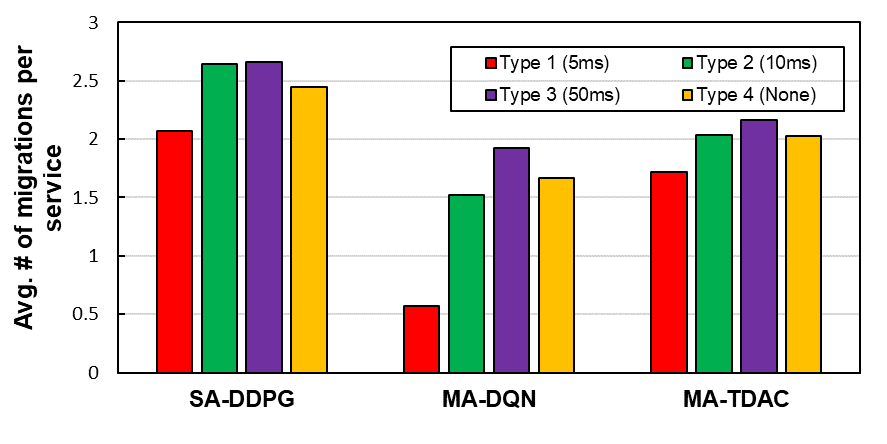 3
2.5
2
1.5
1
0.5
0
Avg. # of migrations per
service
Type 1 (5ms)
Type 2 (10ms)
Type 3 (50ms)
Type 4 (None)
SA-DDPG
MA-DQN
MA-TDAC